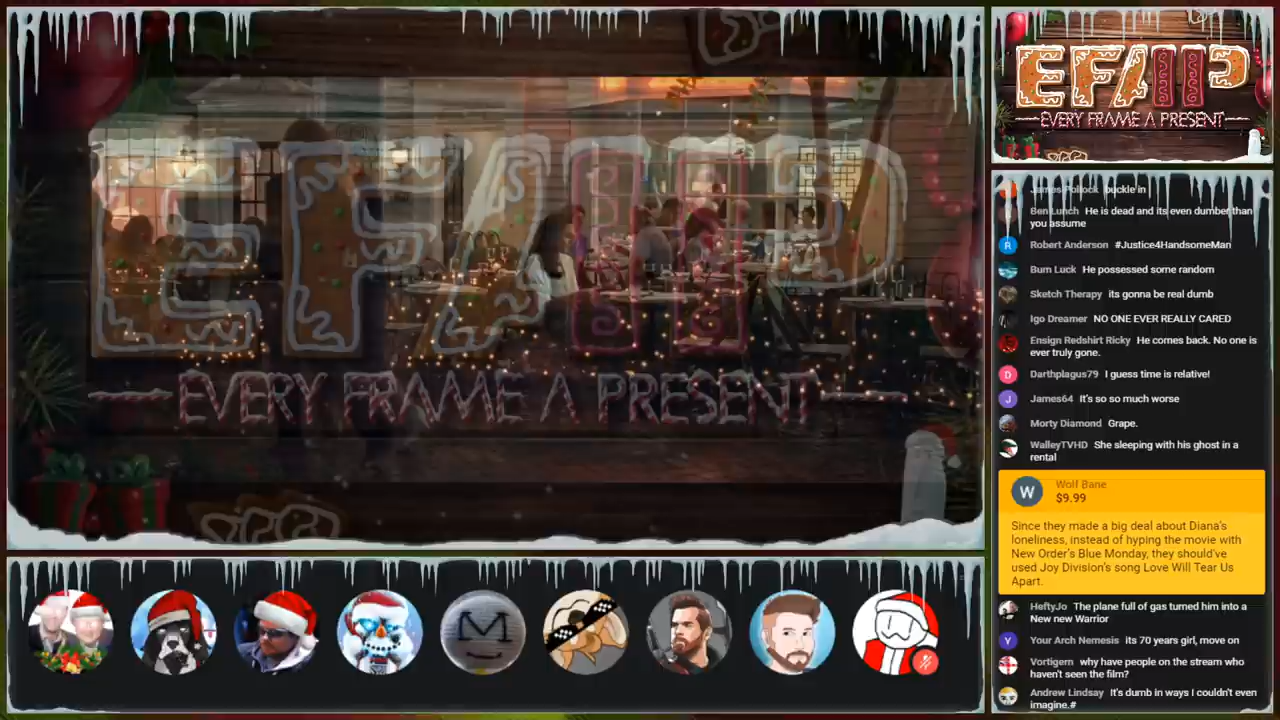 EFAP
EVERY FRAME A PRESENT
EFAP
EVERY FRAME A PRESENT
James Pollock buckle in
Ben Lunch He is dead and its even dumber than
you assume
R
Robert Anderson #Justice4HandsomeMan
Bum Luck He possessed some random
Sketch Therapy its gonna be real dumb
Igo Dreamer NO ONE EVER REALLY CARED
Ensign Redshirt Ricky He comes back. No one is
ever truly gone.
D
Darthplagus79 I guess time is relative!
J
James64 It's so so much worse
Morty Diamond Grape.
WalleyTVHD She sleeping with his ghost in a
rental
W
Wolf Bane
$9.99
Since they made a big deal about Diana's
loneliness, instead of hyping the movie with
New Order's Blue Monday, they should've
used Joy Division's song Love Will Tear Us
Apart.
HeftyJo The plane full of gas turned him into a
New new Warrior
Y
Your Arch Nemesis its 70 years girl, move on
Vortigern why have people on the stream who
haven't seen the film?
Andrew Lindsay It's dumb in ways I couldn't even
imagine.#
M